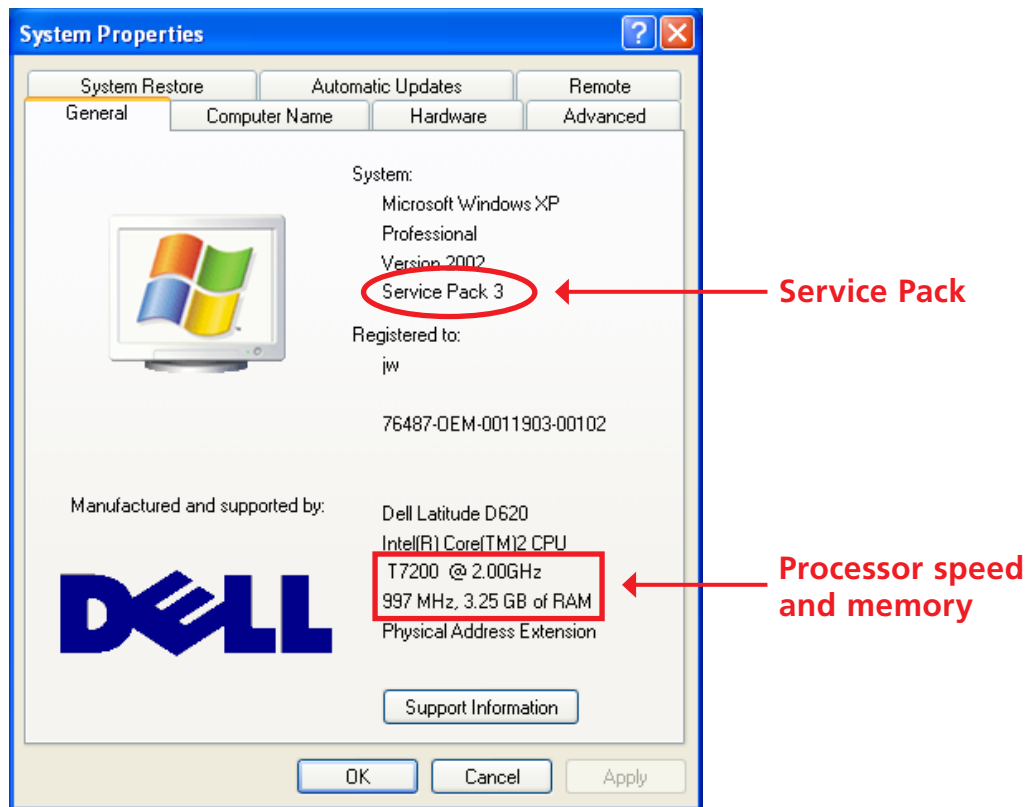 System Properties
System Restore
Automatic Updates
Remote
General
Computer Name
Hardware
Advanced
System:
Microsoft Windows XP
Professional
Version 2002
Service Pack 3
Service Pack
Registered to:
jw
76487-OEM-0011903-00102
Manufactured and supported by:
Dell Latitude D620
Intel(R) Core(TM)2 CPU
T7200 @ 2.00GHz
997 MHz, 3.25 GB of RAM
Physical Address Extension
Processor speed
and memory
DELL
Support Information
OK
Cancel
Apply